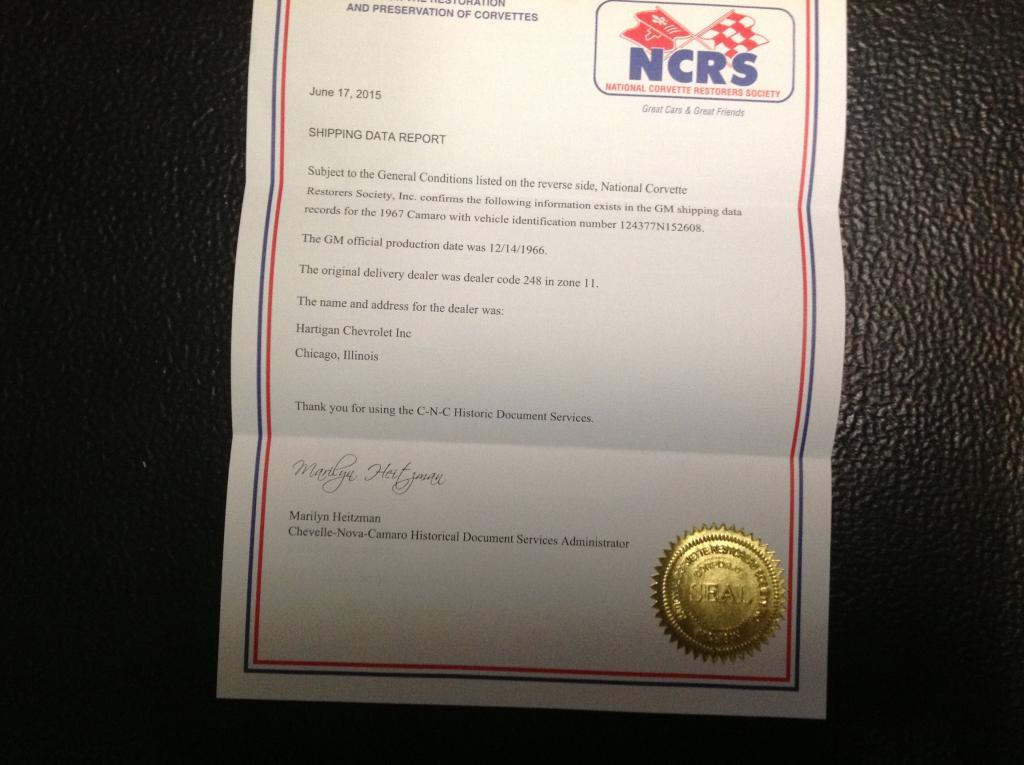 AND PRESERVATION OF CORVETTES
NCRS
NATIONAL CORVETTE RESTORERS SOCIETY
Great Cars & Great Friends
June 17, 2015
SHIPPING DATA REPORT
Subject to the General Conditions listed on the reverse side, National Corvette
Restorers Society, Inc. confirms the following information exists in the GM shipping data
records for the 1967 Camaro with vehicle identification number 124377N152608.
The GM official production date was 12/14/1966.
The original delivery dealer was dealer code 248 in zone 11.
The name and address for the dealer was:
Hartigan Chevrolet Inc
Chicago, Illinois
Thank you for using the C-N-C Historic Document Services.
Marilyn Heitzman
Marilyn Heitzman
Chevelle-Nova-Camaro Historical Document Services Administrator
SEAL